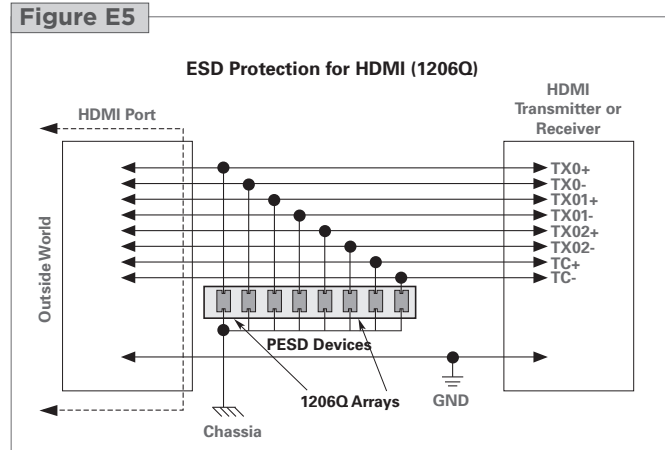 Figure E5
ESD Protection for HDMI (1206Q)
HDMI Port
HDMI
Transmitter or
Receiver
Outside World
TX0+
TX0-
TX01+
TX01-
TX02+
TX02-
TC+
TC-
PESD Devices
1206Q Arrays
GND
Chassia